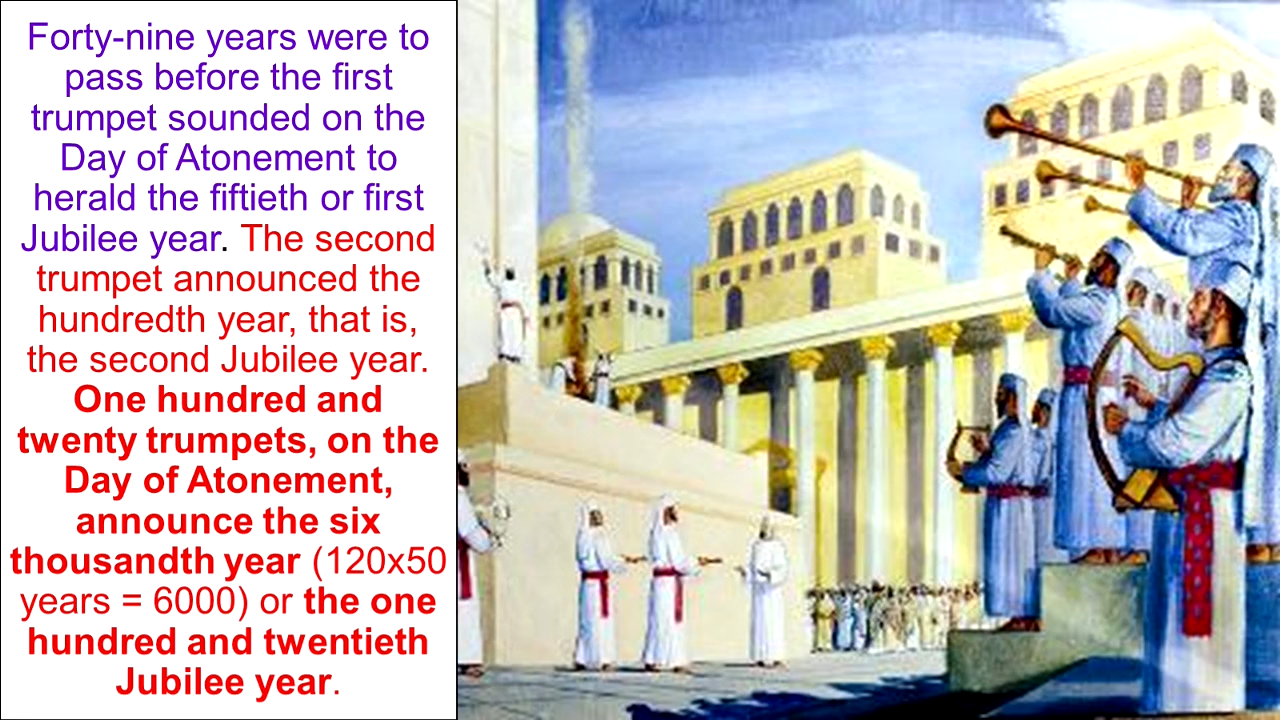 Forty-nine years were to
pass before the first
trumpet sounded on the
Day of Atonement to
herald the fiftieth or first
Jubilee year. The second
trumpet announced the
hundredth year, that is,
the second Jubilee year.
One hundred and
twenty trumpets, on the
Day of Atonement,
announce the six
thousandth year (120x50
years = 6000) or the one
hundred and twentieth
Jubilee year.